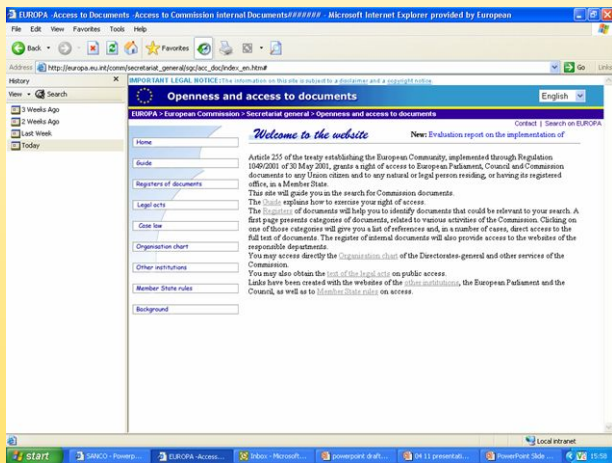 EUROPA -Access to Documents -Access to Commission Internal Documents####### - Microsoft Internet Explorer provided by European
File Edit View Favorites Tools Help
Back Search Favorites
Address http://europa.eu.int/comm/secretariat_general/sgc/acc_doc/index_en.htm# Go Links
History
View Search
3 Weeks Ago
2 Weeks Ago
Last Week
Today
IMPORTANT LEGAL NOTICE: The information on this site is subject to a disclaimer and a copyright notice
Openness and access to documents English
EUROPA > European Commission > Secretariat general > Openness and access to documents
Contact | Search on EUROPA
Welcome to the website New: Evaluation report on the implementation of
Home
Guide
Registers of documents
Legal acts
Case law
Organisation chart
Other institutions
Member State rules
Background
Article 255 of the treaty establishing the European Community, implemented through Regulation
1049/2001 of 30 May 2001, grants a right of access to European Parliament, Council and Commission
documents to any Union citizen and to any natural or legal person residing, or having its registered
office, in a Member State.
This site will guide you in the search for Commission documents.
The Guide explains how to exercise your right of access.
The Registers of documents will help you to identify documents that could be relevant to your search. A
first page presents categories of documents, related to various activities of the Commission. Clicking on
one of those categories will give you a list of references and, in a number of cases, direct access to the
full text of documents. The register of internal documents will also provide access to the websites of the
responsible departments.
You may access directly the Organisation chart of the Directorates-general and other services of the
Commission.
You may also obtain the text of the legal acts on public access.
Links have been created with the websites of the other institutions, the European Parliament and the
Council, as well as to Member State rules on access.
Local intranet
start SANCO - Powerp... EUROPA -Access... Inbox - Microsoft... powerpoint draft... 04 11 presentati... PowerPoint Slide ... 15:58